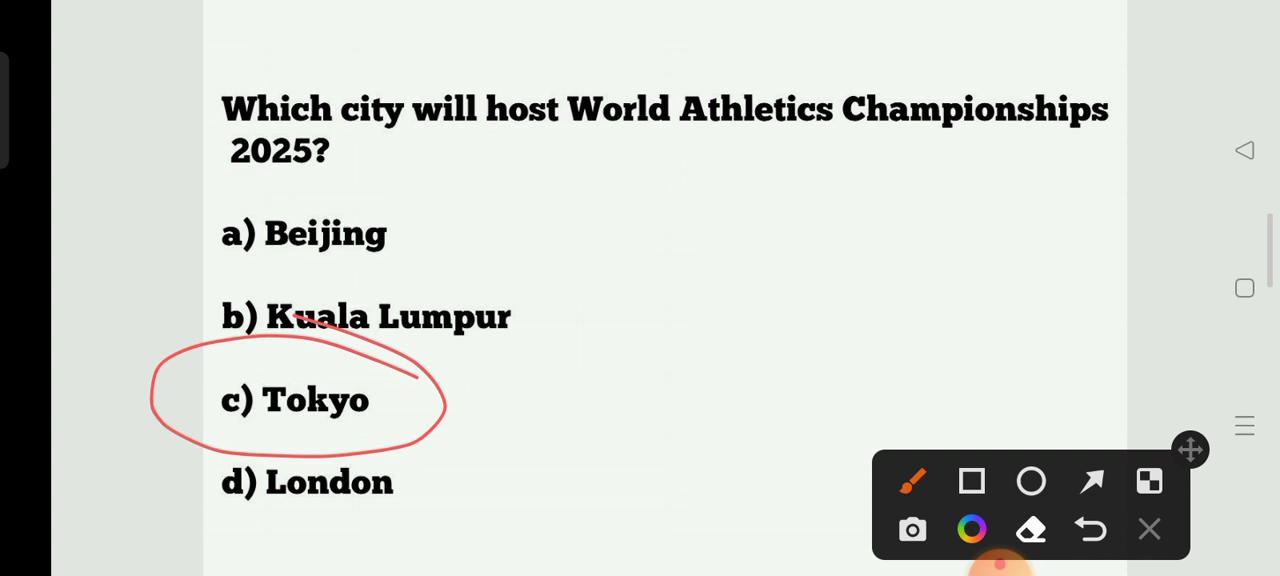 Which city will host World Athletics Championships
2025?
a) Beijing
b) Kuala Lumpur
c) Tokyo
d) London